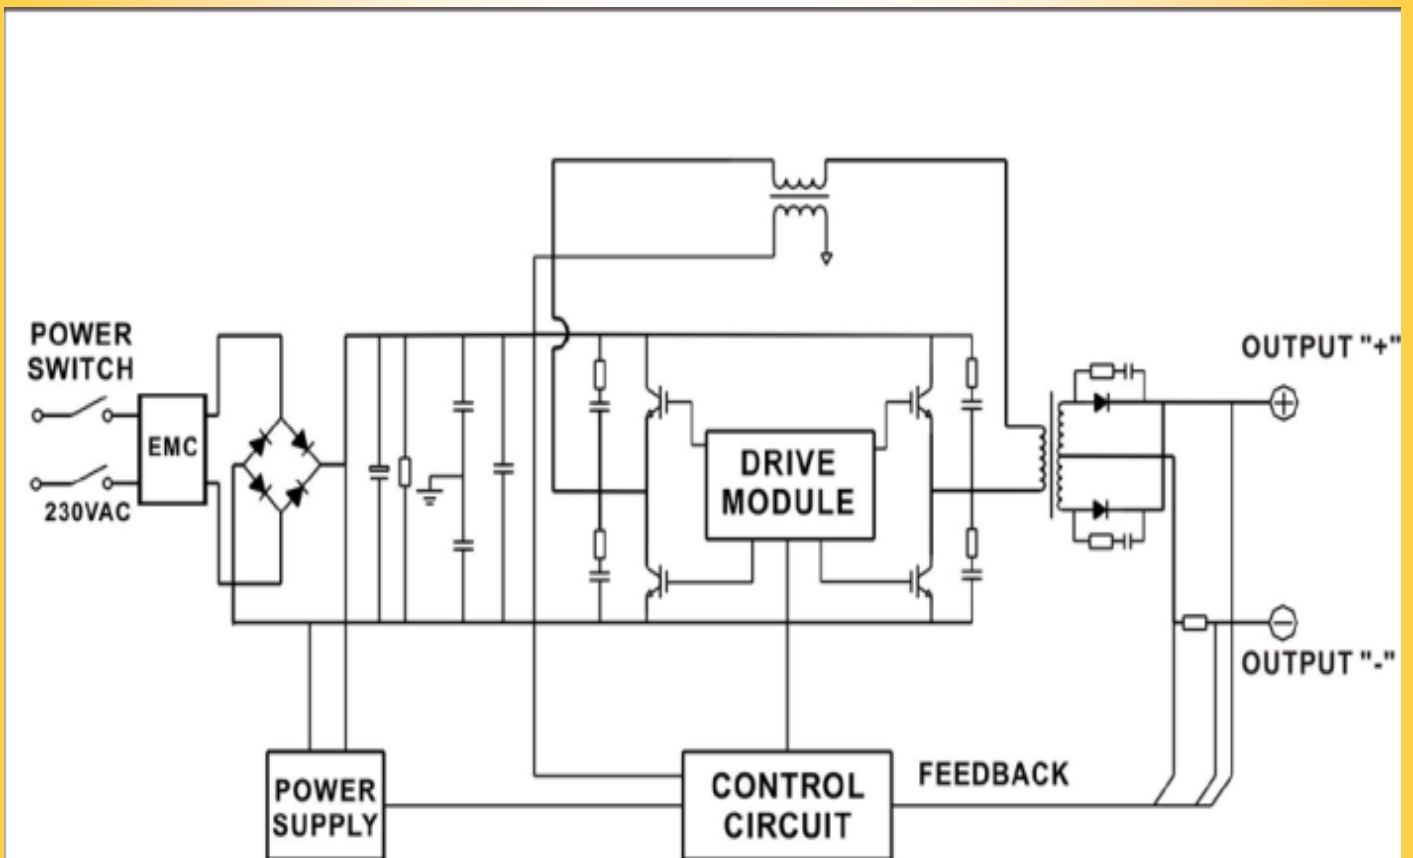 POWER
SWITCH
230VAC
EMC
DRIVE
MODULE
OUTPUT "+"
OUTPUT "-"
POWER
SUPPLY
CONTROL
CIRCUIT
FEEDBACK